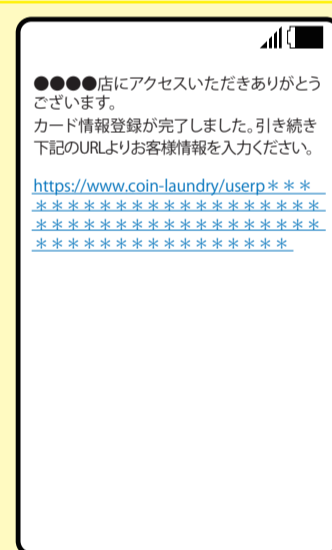 ●●●●店にアクセスいただきありがとう
ございます。
カード情報登録が完了しました。引き続き
下記のURLよりお客様情報を入力ください。
https://www.coin-laundry/userp＊＊＊
＊＊＊＊＊＊＊＊＊＊＊＊＊＊＊＊＊＊
＊＊＊＊＊＊＊＊＊＊＊＊＊＊＊＊＊＊
＊＊＊＊＊＊＊＊＊＊＊＊＊＊＊＊